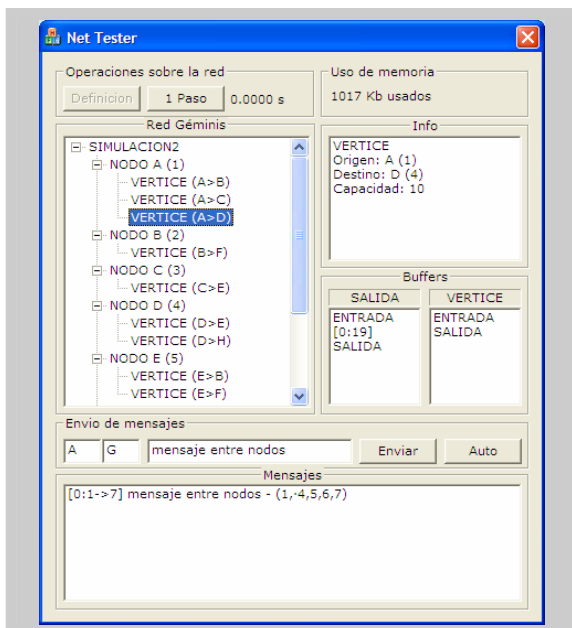 Net Tester
Operaciones sobre la red
Definicion
1 Paso
0.0000 s
Uso de memoria
1017 Kb usados
Red Géminis
SIMULACION2
NODO A (1)
VERTICE (A>B)
VERTICE (A>C)
VERTICE (A>D)
NODO B (2)
VERTICE (B>F)
NODO C (3)
VERTICE (C>E)
NODO D (4)
VERTICE (D>E)
VERTICE (D>H)
NODO E (5)
VERTICE (E>B)
VERTICE (E>F)
Info
VERTICE
Origen: A (1)
Destino: D (4)
Capacidad: 10
Buffers
SALIDA
ENTRADA
[0:19]
SALIDA
VERTICE
ENTRADA
SALIDA
Envio de mensajes
A
G
mensaje entre nodos
Enviar
Auto
Mensajes
[0:1->7] mensaje entre nodos - (1,·4,5,6,7)